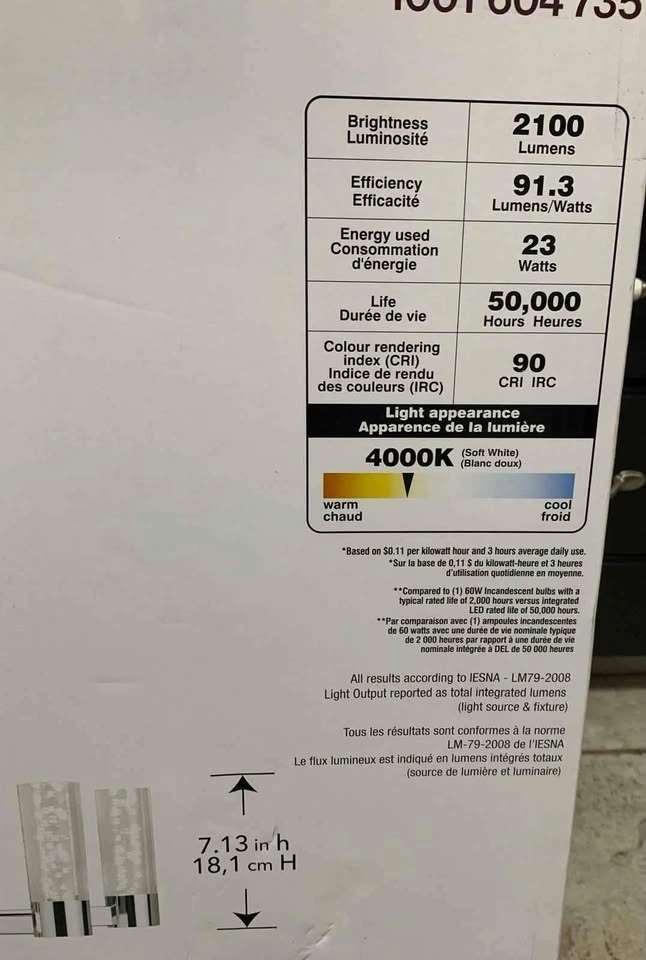 1001 604 735
Brightness
Luminosité
2100
Lumens
Efficiency
Efficacité
91.3
Lumens/Watts
Energy used
Consommation
d'énergie
23
Watts
Life
Durée de vie
50,000
Hours Heures
Colour rendering
index (CRI)
Indice de rendu
des couleurs (IRC)
90
CRI IRC
Light appearance
Apparence de la lumière
4000K (Soft White)
(Blanc doux)
warm
chaud
cool
froid
*Based on $0.11 per kilowatt hour and 3 hours average daily use.
*Sur la base de 0,11 $ du kilowatt-heure et 3 heures
d'utilisation quotidienne en moyenne.
**Compared to (1) 60W Incandescent bulbs with a
typical rated life of 2,000 hours versus integrated
LED rated life of 50,000 hours.
**Par comparaison avec (1) ampoules incandescentes
de 60 watts avec une durée de vie nominale typique
de 2 000 heures par rapport à une durée de vie
nominale intégrée à DEL de 50 000 heures
All results according to IESNA - LM79-2008
Light Output reported as total integrated lumens
(light source & fixture)
Tous les résultats sont conformes à la norme
LM-79-2008 de l'IESNA
Le flux lumineux est indiqué en lumens intégrés totaux
(source de lumière et luminaire)
7.13 in h
18,1 cm H